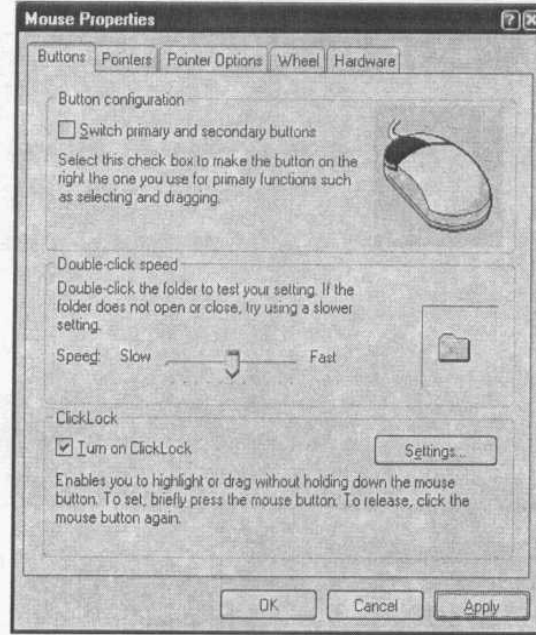 Mouse Properties
Buttons Pointers Pointer Options Wheel Hardware
Button configuration
Switch primary and secondary buttons
Select this check box to make the button on the
right the one you use for primary functions such
as selecting and dragging.
Double-click speed
Double-click the folder to test your setting. If the
folder does not open or close, try using a slower
setting.
Speed: Slow Fast
ClickLock
Turn on ClickLock
Settings...
Enables you to highlight or drag without holding down the mouse
button. To set, briefly press the mouse button. To release, click the
mouse button again.
OK Cancel Apply